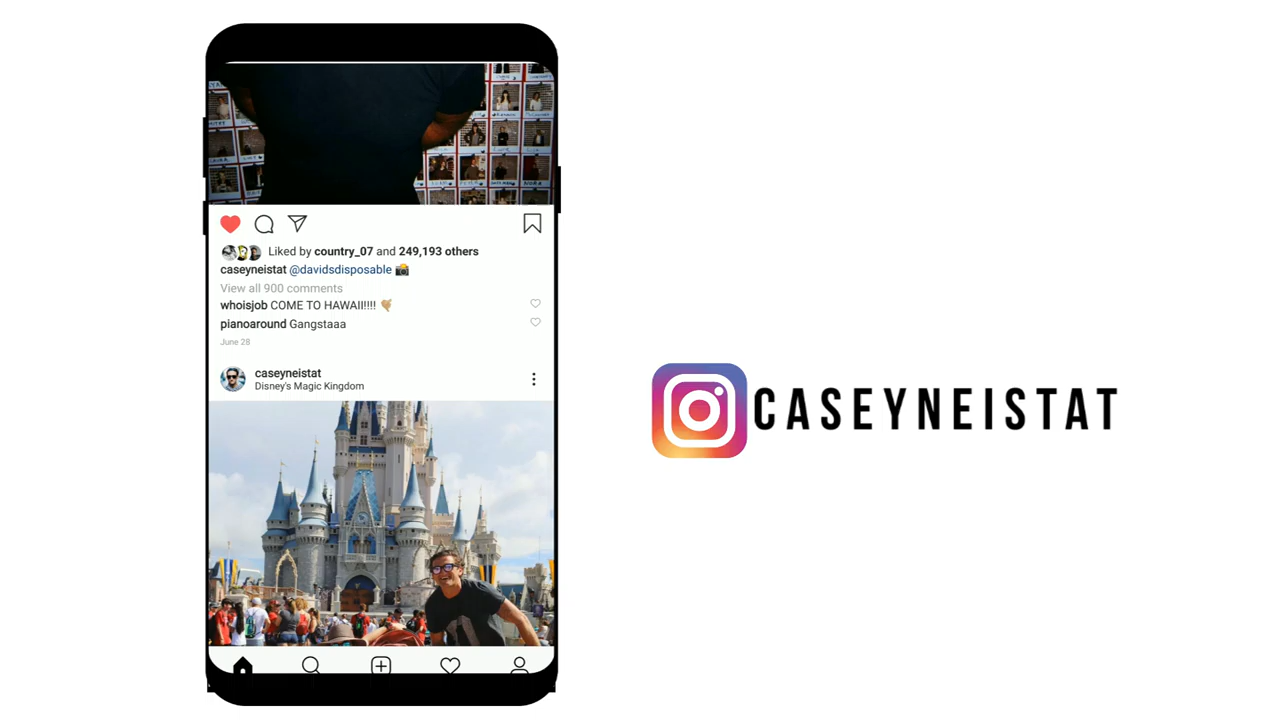 Liked by country_07 and 249,193 others
caseyneistat @davidsdisposable 📸
View all 900 comments
whoisjob COME TO HAWAII!!!! 🤙🏽
pianoaround Gangstaaa
June 28
caseyneistat
Disney's Magic Kingdom
CASEYNEISTAT